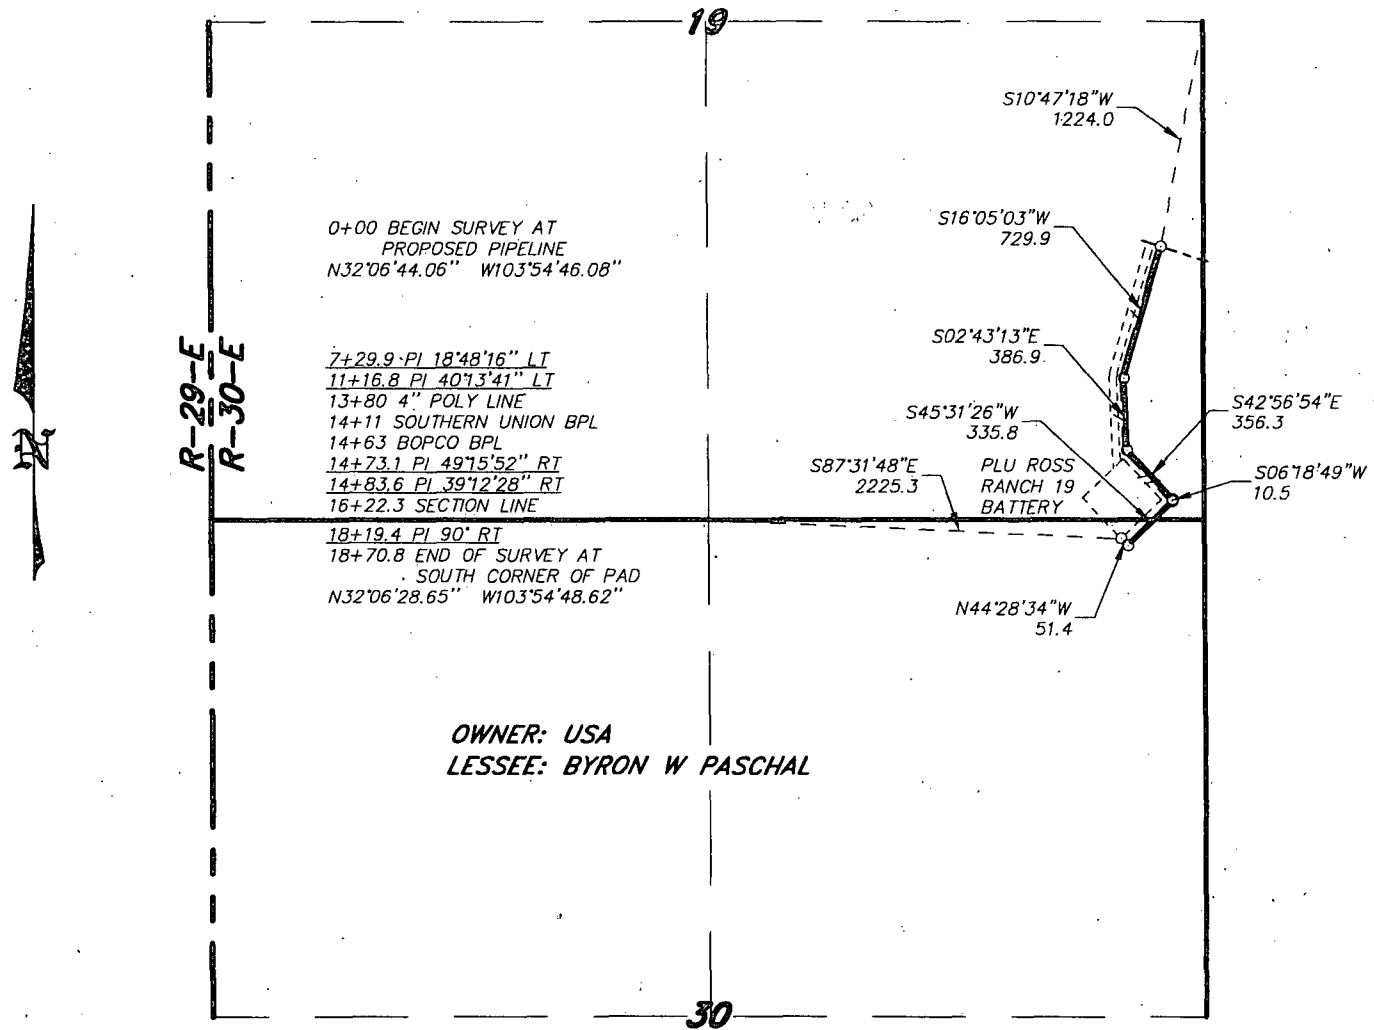 19
S10°47'18"W
1224.0
S16°05'03"W
729.9
0+00 BEGIN SURVEY AT
PROPOSED PIPELINE
N32°06'44.06" W103°54'46.08"
S02°43'13"E
386.9
R-29-E
R-30-E
7+29.9 PI 18°48'16" LT
11+16.8 PI 40°13'41" LT
13+80 4" POLY LINE
14+11 SOUTHERN UNION BPL
14+63 BOPCO BPL
14+73.1 PI 49°15'52" RT
14+83.6 PI 39°12'28" RT
16+22.3 SECTION LINE
18+19.4 PI 90° RT
18+70.8 END OF SURVEY AT
SOUTH CORNER OF PAD
N32°06'28.65" W103°54'48.62"
S45°31'26"W
335.8
S42°56'54"E
356.3
S87°31'48"E
2225.3
PLU ROSS
RANCH 19
BATTERY
S06°18'49"W
10.5
N44°28'34"W
51.4
OWNER: USA
LESSEE: BYRON W PASCHAL
30